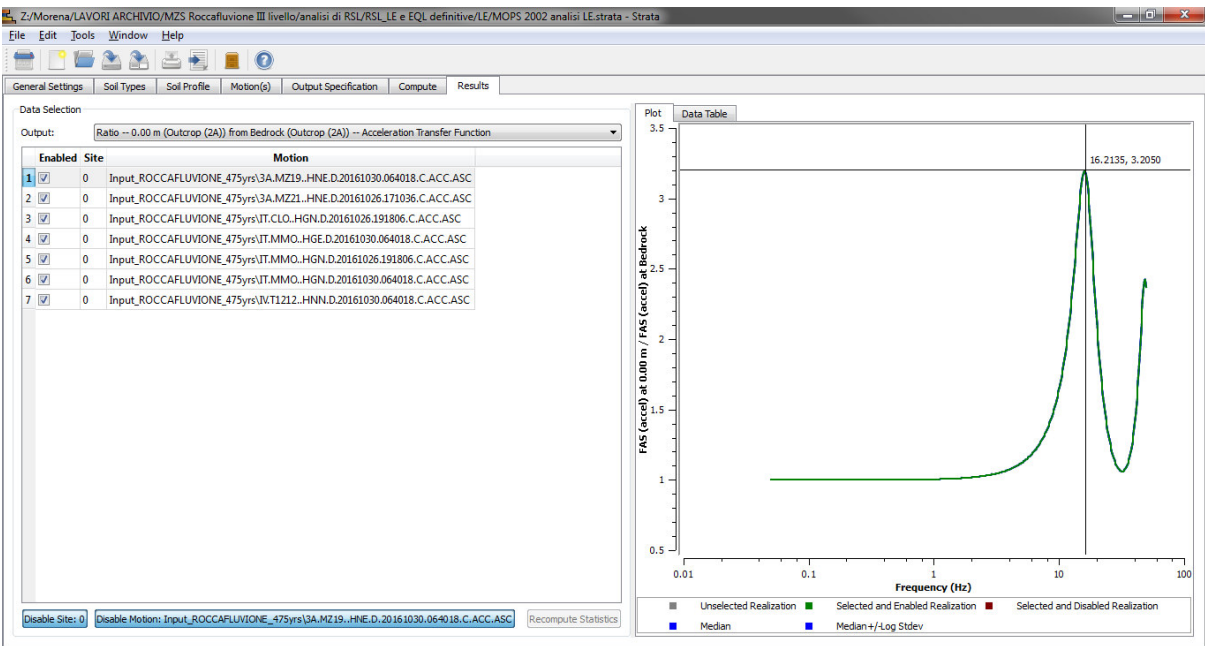 Z:/Morena/LAVORI ARCHIVIO/MZS Roccafluvione III livello/analisi di RSL/RSL_LE e EQL definitive/LE/MOPS 2002 analisi LE.strata - Strata
File Edit Tools Window Help
General Settings Soil Types Soil Profile Motion(s) Output Specification Compute Results
Data Selection
Output: Ratio -- 0.00 m (Outcrop (2A)) from Bedrock (Outcrop (2A)) -- Acceleration Transfer Function
Enabled Site Motion
1 0 Input_ROCCAFLUVIONE_475yrs\3A.MZ19..HNE.D.20161030.064018.C.ACC.ASC
2 0 Input_ROCCAFLUVIONE_475yrs\3A.MZ21..HNE.D.20161026.171036.C.ACC.ASC
3 0 Input_ROCCAFLUVIONE_475yrs\IT.CLO..HGN.D.20161026.191806.C.ACC.ASC
4 0 Input_ROCCAFLUVIONE_475yrs\IT.MMO..HGE.D.20161030.064018.C.ACC.ASC
5 0 Input_ROCCAFLUVIONE_475yrs\IT.MMO..HGN.D.20161026.191806.C.ACC.ASC
6 0 Input_ROCCAFLUVIONE_475yrs\IT.MMO..HGN.D.20161030.064018.C.ACC.ASC
7 0 Input_ROCCAFLUVIONE_475yrs\IV.T1212..HNN.D.20161030.064018.C.ACC.ASC
Disable Site: 0 Disable Motion: Input_ROCCAFLUVIONE_475yrs\3A.MZ19..HNE.D.20161030.064018.C.ACC.ASC Recompute Statistics
Plot Data Table
3.5
16.2135, 3.2050
3
2.5
2
1.5
1
0.5
FAS (accel) at 0.00 m / FAS (accel) at Bedrock
0.01 0.1 1 10 100
Frequency (Hz)
Unselected Realization Selected and Enabled Realization Selected and Disabled Realization
Median Median+/-Log Stdev